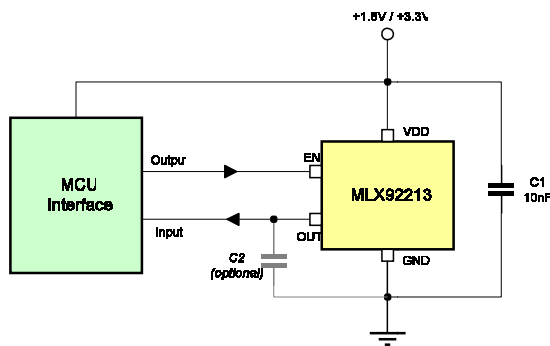 +1.8V / +3.3V
VDD
Output
EN
MCU
Interface
MLX92213
C1
10nF
Input
OUT
C2
(optional)
GND